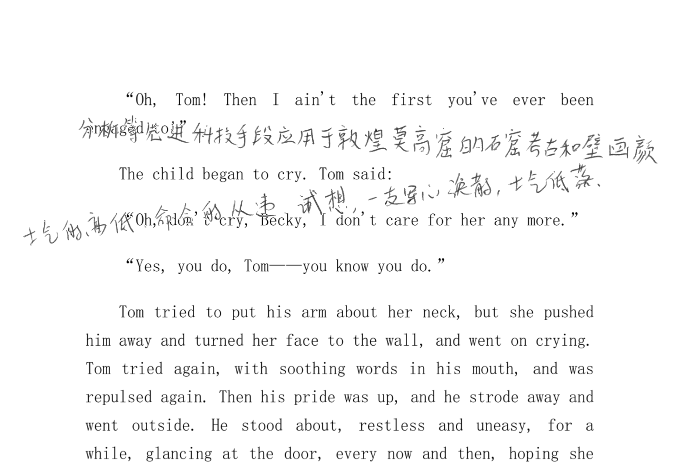 “Oh, Tom! Then I ain't the first you've ever been
engaged to!”
分析等先进科技手段应用于敦煌莫高窟的石窟考古和壁画颜
The child began to cry. Tom said:
士气的高低、命令的从违。试想，一支军心涣散，士气低落、
“Oh, don't cry, Becky, I don't care for her any more.”
“Yes, you do, Tom——you know you do.”
Tom tried to put his arm about her neck, but she pushed
him away and turned her face to the wall, and went on crying.
Tom tried again, with soothing words in his mouth, and was
repulsed again. Then his pride was up, and he strode away and
went outside. He stood about, restless and uneasy, for a
while, glancing at the door, every now and then, hoping she